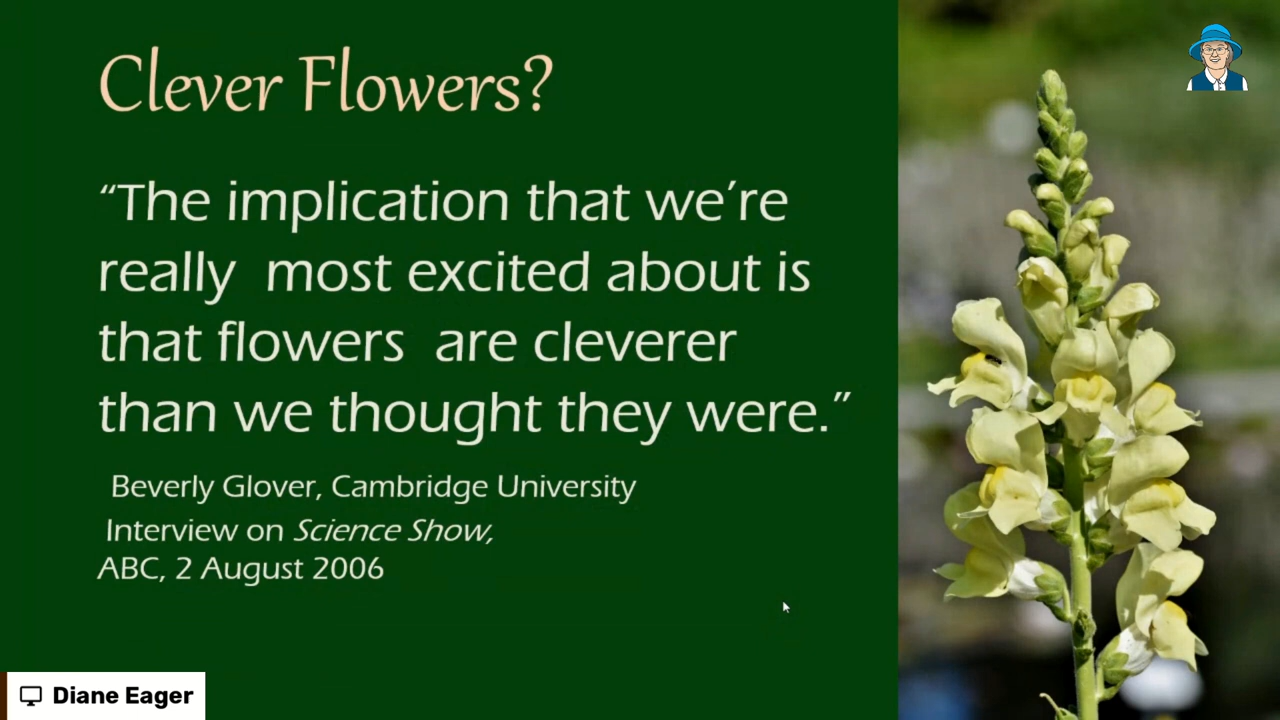 Clever Flowers?
“The implication that we’re
really most excited about is
that flowers are cleverer
than we thought they were.”
Beverly Glover, Cambridge University
Interview on Science Show,
ABC, 2 August 2006
Diane Eager